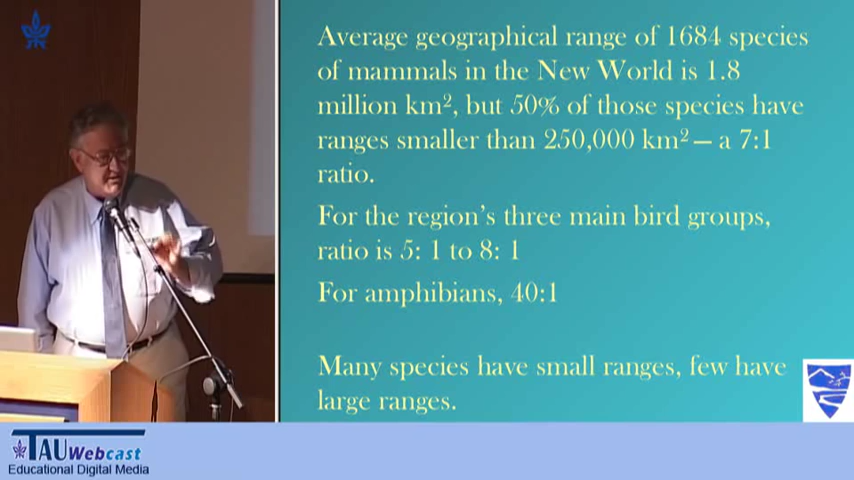 Average geographical range of 1684 species
of mammals in the New World is 1.8
million km², but 50% of those species have
ranges smaller than 250,000 km² – a 7:1
ratio.
For the region's three main bird groups,
ratio is 5: 1 to 8: 1
For amphibians, 40:1
Many species have small ranges, few have
large ranges.
TAU Webcast
Educational Digital Media